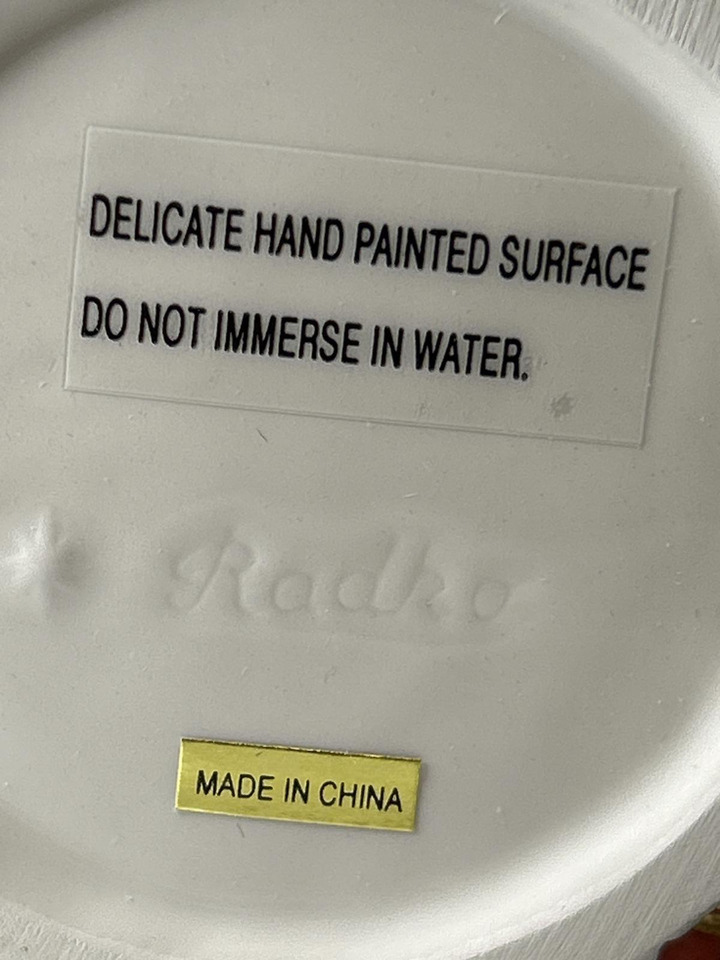 DELICATE HAND PAINTED SURFACE
DO NOT IMMERSE IN WATER.
Radko
MADE IN CHINA